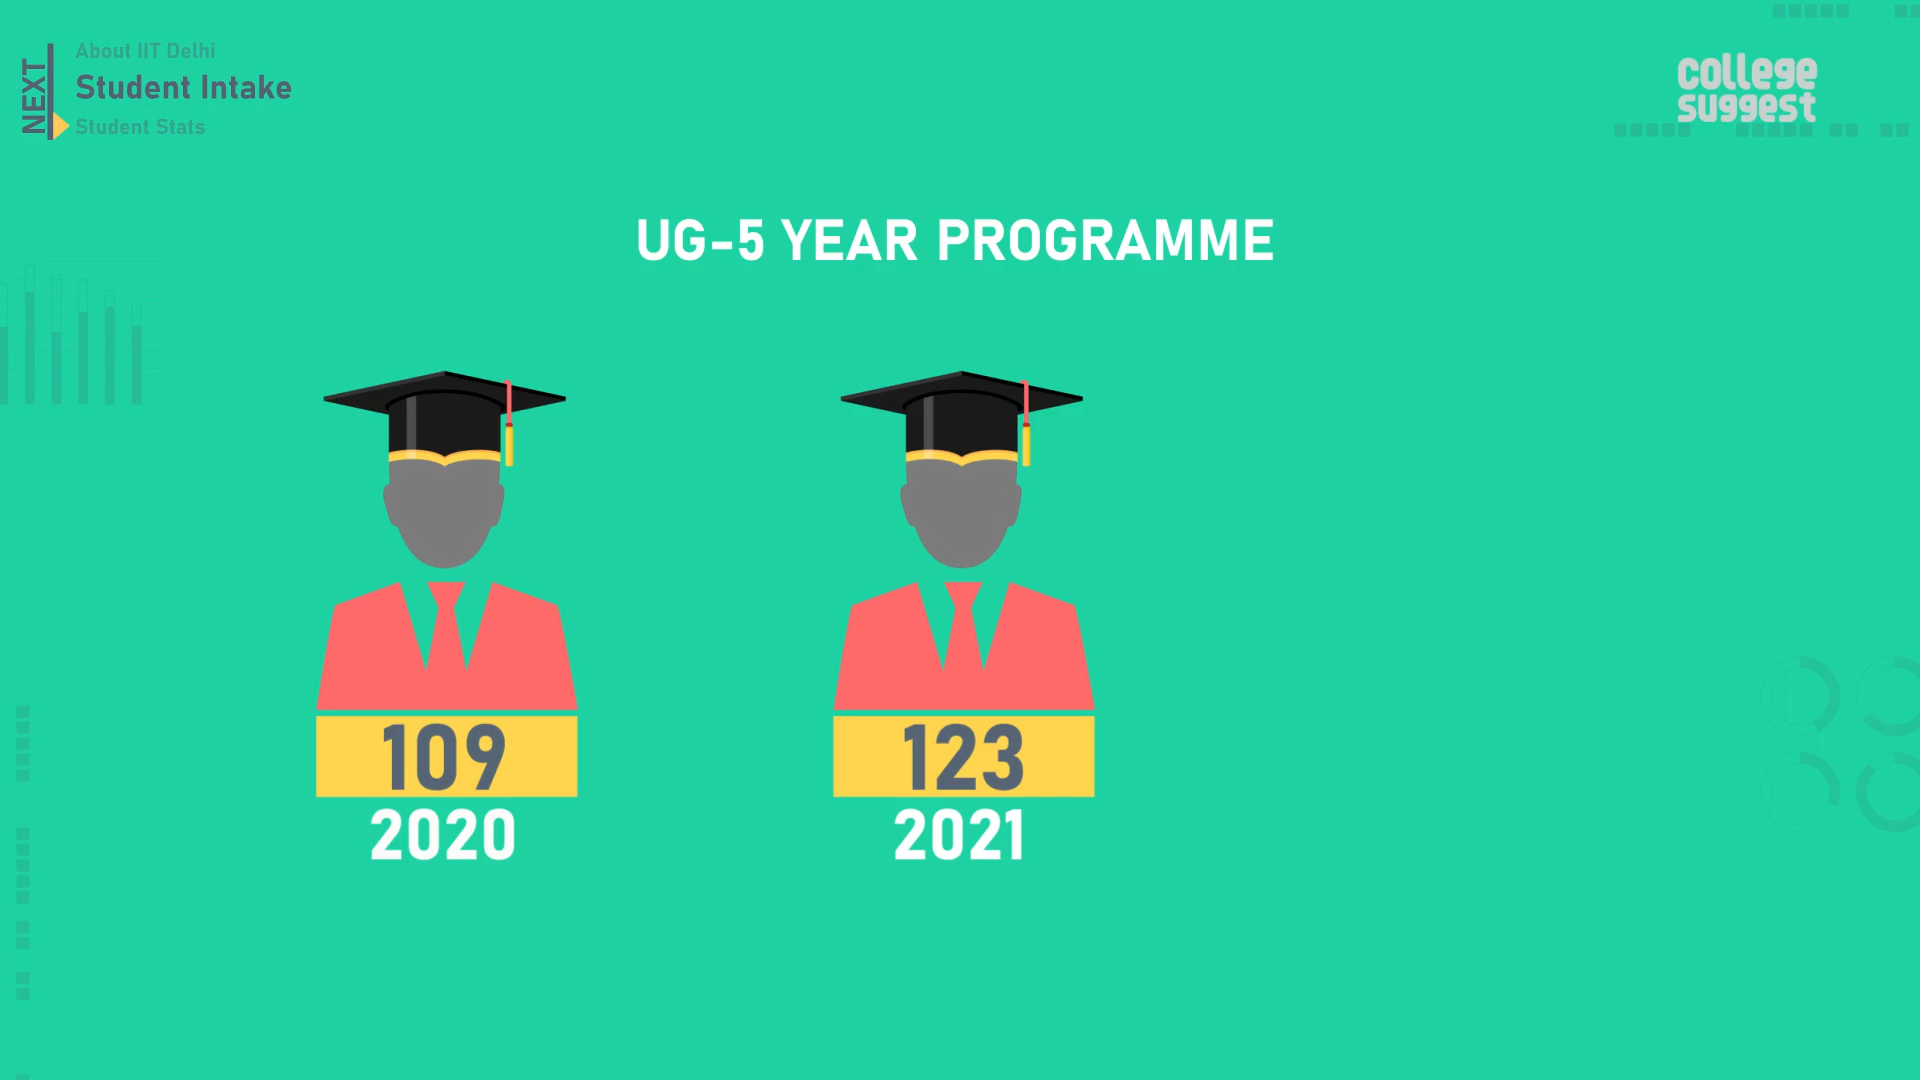 NEXT
About IIT Delhi
Student Intake
Student Stats
college
suggest
UG-5 YEAR PROGRAMME
109
2020
123
2021